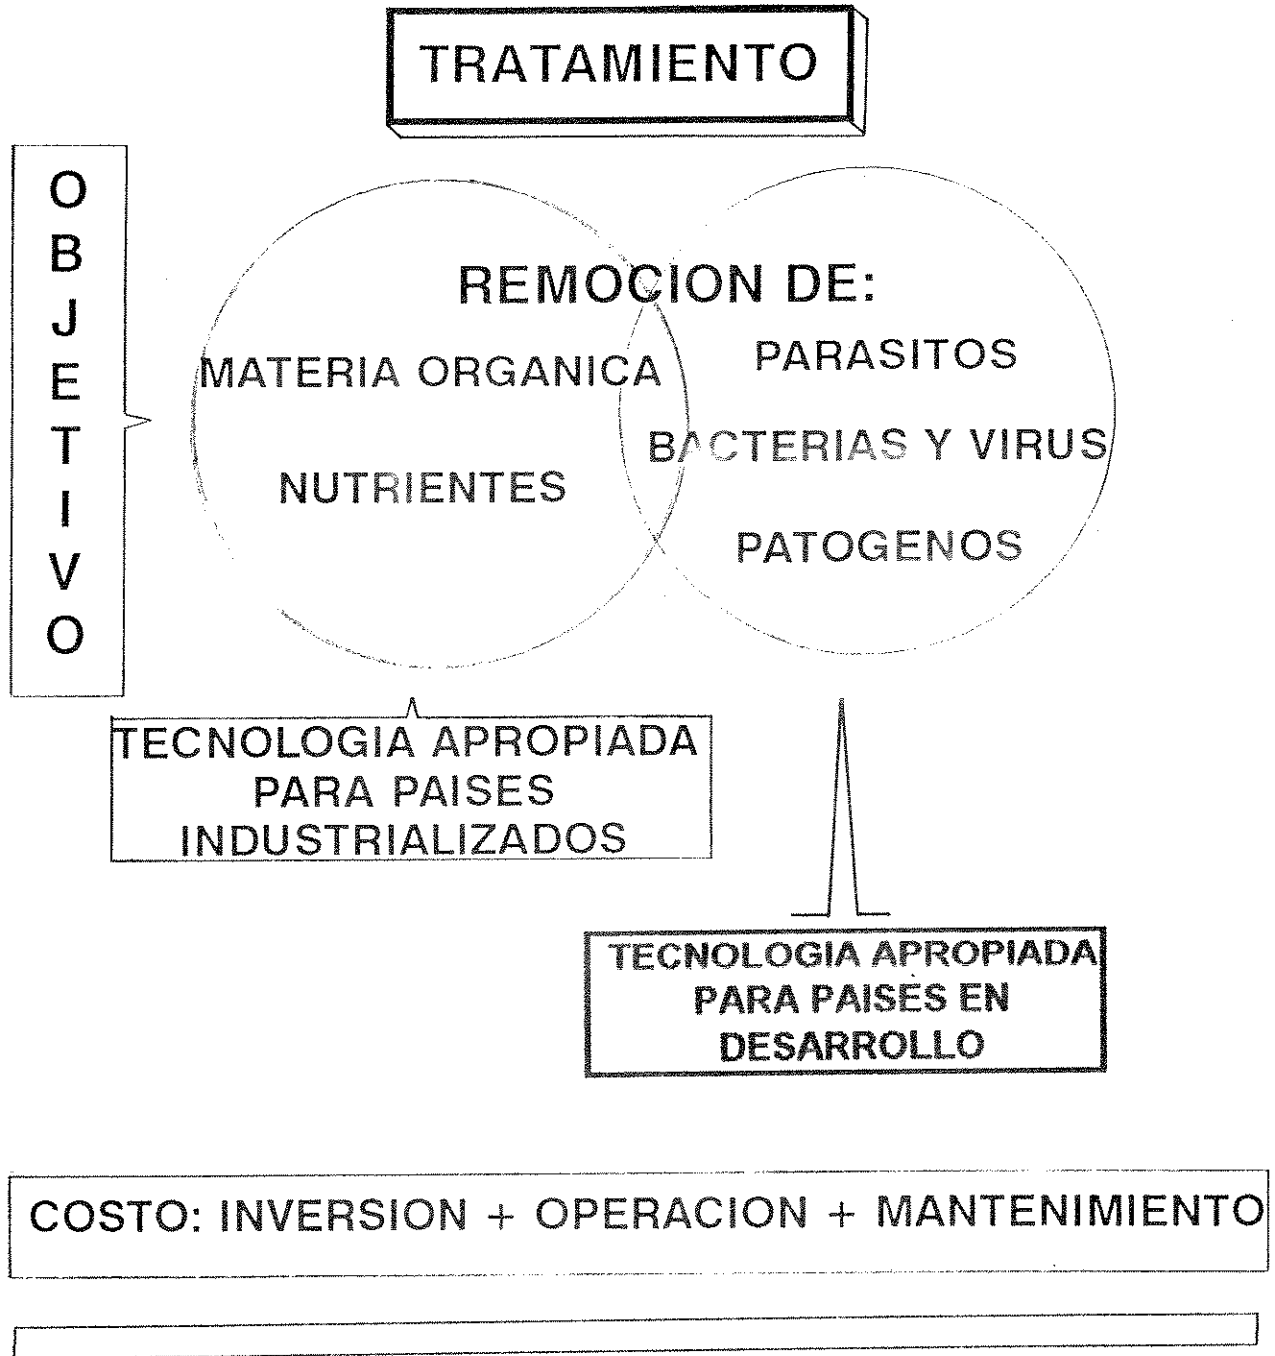 TRATAMIENTO
OBJETIVO
REMOCION DE:
MATERIA ORGANICA
NUTRIENTES
PARASITOS
BACTERIAS Y VIRUS
PATOGENOS
TECNOLOGIA APROPIADA
PARA PAISES
INDUSTRIALIZADOS
TECNOLOGIA APROPIADA
PARA PAISES EN
DESARROLLO
COSTO: INVERSION + OPERACION + MANTENIMIENTO